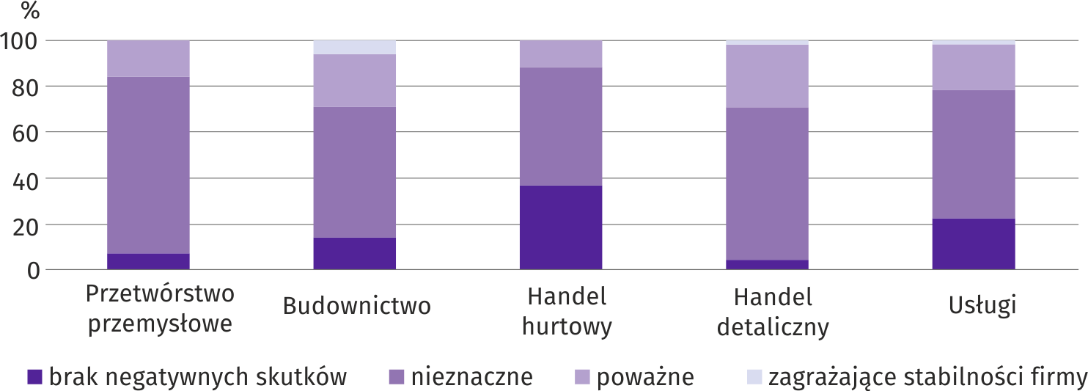 %
100
80
60
40
20
0
Przetwórstwo
przemysłowe
Budownictwo
Handel
hurtowy
Handel
detaliczny
Usługi
brak negatywnych skutków nieznaczne poważne zagrażające stabilności firmy